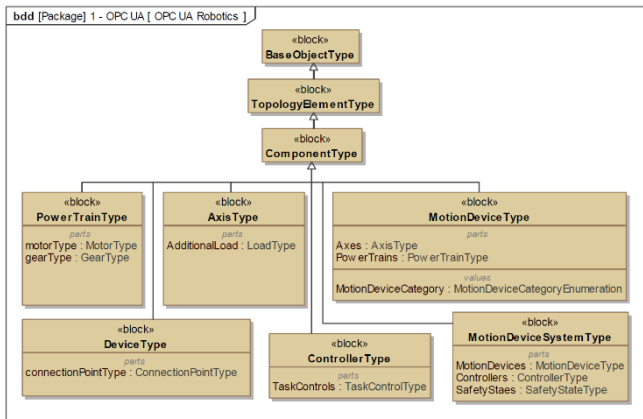 bdd [Package] 1 - OPC UA [ OPC UA Robotics ]
«block»
BaseObjectType
«block»
TopologyElementType
«block»
ComponentType
«block»
PowerTrainType
parts
motorType : MotorType
gearType : GearType
«block»
AxisType
parts
AdditionalLoad : LoadType
«block»
MotionDeviceType
parts
Axes : AxisType
PowerTrains : PowerTrainType
values
MotionDeviceCategory : MotionDeviceCategoryEnumeration
«block»
DeviceType
parts
connectionPointType : ConnectionPointType
«block»
ControllerType
parts
TaskControls : TaskControlType
«block»
MotionDeviceSystemType
parts
MotionDevices : MotionDeviceType
Controllers : ControllerType
SafetyStaes : SafetyStateType